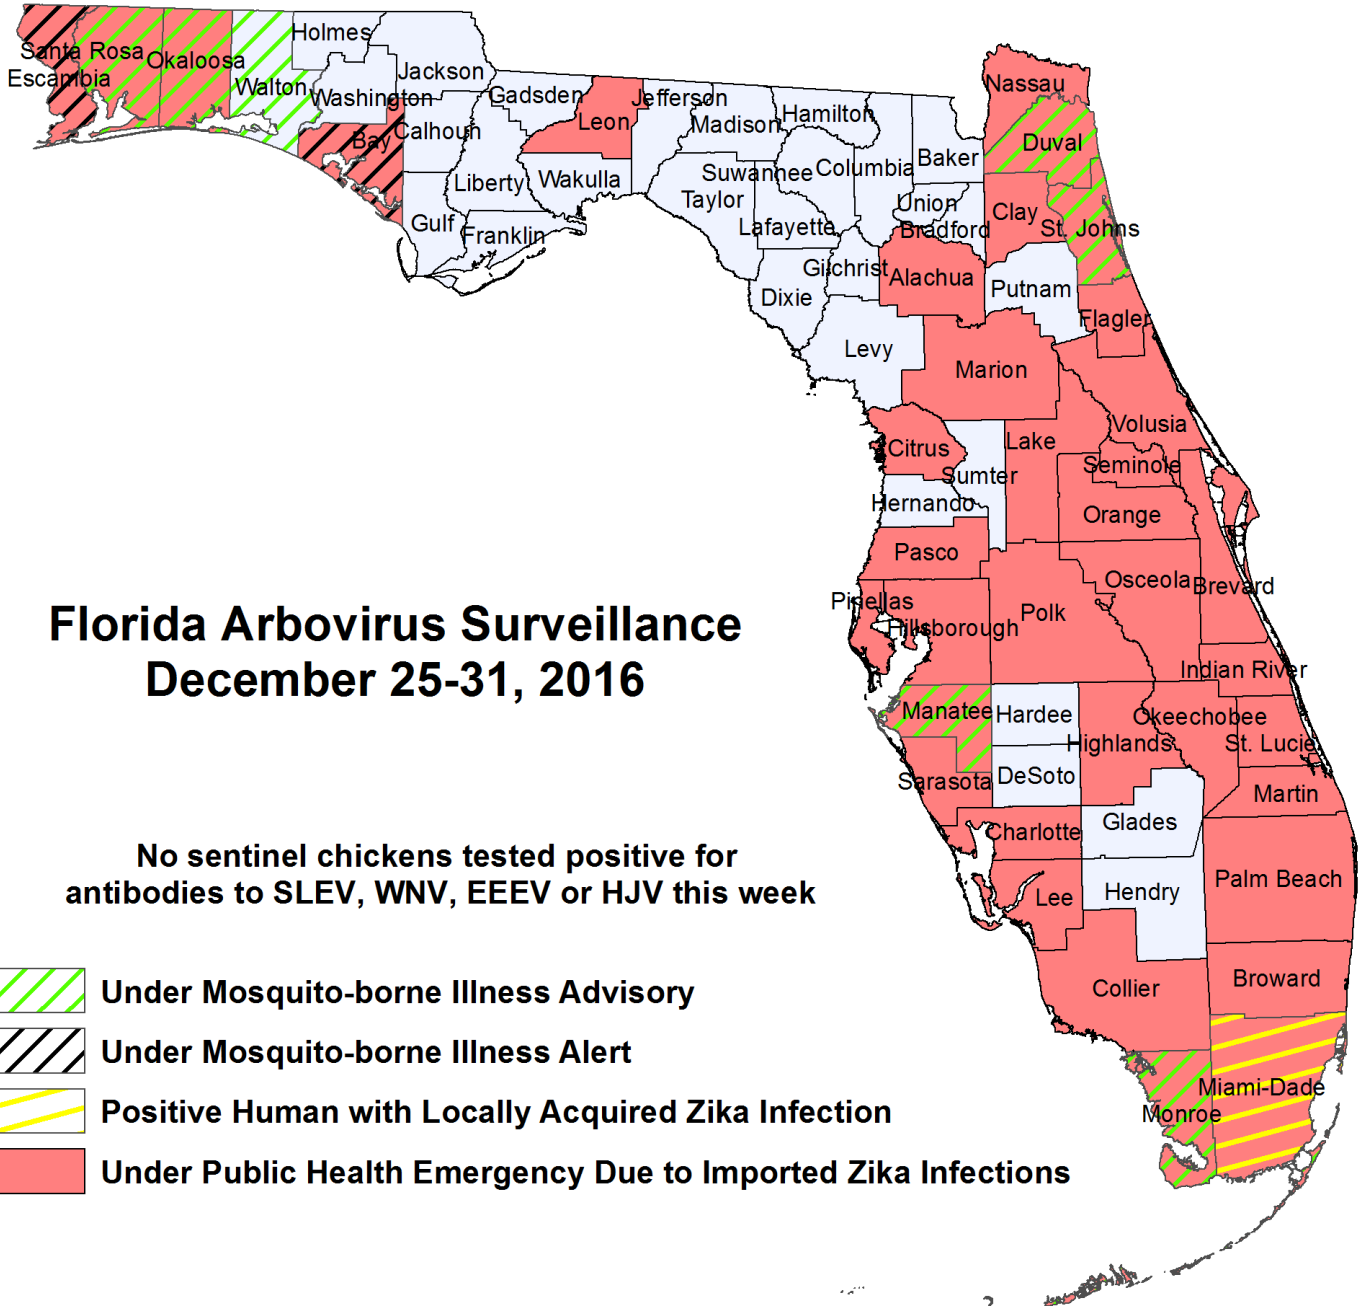 Holmes
Santa Rosa
Okaloosa
Escambia
Walton
Jackson
Washington
Gadsden
Jefferson
Nassau
Leon
Madison
Hamilton
Bay
Calhoun
Duval
Baker
Suwannee
Columbia
Liberty
Wakulla
Taylor
Union
Clay
Gulf
Franklin
Lafayette
Bradford
St. Johns
Gilchrist
Alachua
Putnam
Dixie
Flagler
Levy
Marion
Volusia
Citrus
Lake
Sumter
Seminole
Hernando
Orange
Pasco
Osceola
Brevard
Pinellas
Hillsborough
Polk
Florida Arbovirus Surveillance
December 25-31, 2016
Indian River
Manatee
Hardee
Okeechobee
Highlands
St. Lucie
Sarasota
DeSoto
Martin
Charlotte
Glades
No sentinel chickens tested positive for
antibodies to SLEV, WNV, EEEV or HJV this week
Palm Beach
Lee
Hendry
Collier
Broward
Miami-Dade
Monroe
Under Mosquito-borne Illness Advisory
Under Mosquito-borne Illness Alert
Positive Human with Locally Acquired Zika Infection
Under Public Health Emergency Due to Imported Zika Infections